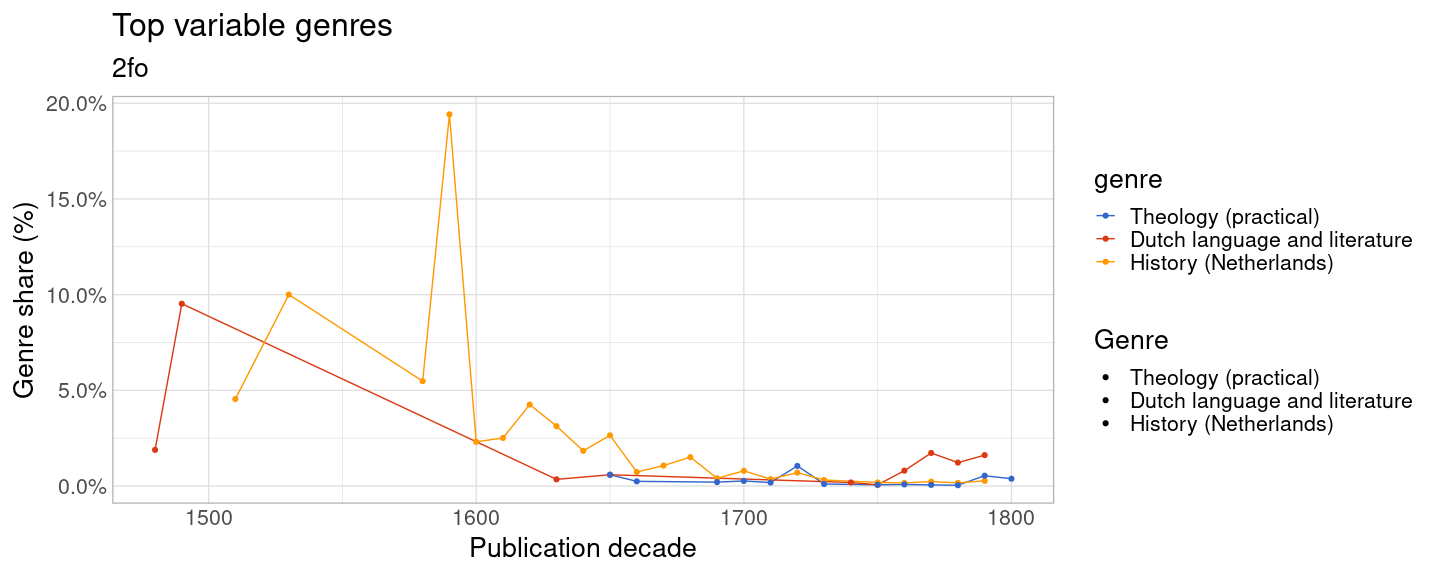 Top variable genres
2fo
20.0%
15.0%
10.0%
5.0%
0.0%
Genre share (%)
1500 1600 1700 1800
Publication decade
genre
Theology (practical)
Dutch language and literature
History (Netherlands)
Genre
Theology (practical)
Dutch language and literature
History (Netherlands)